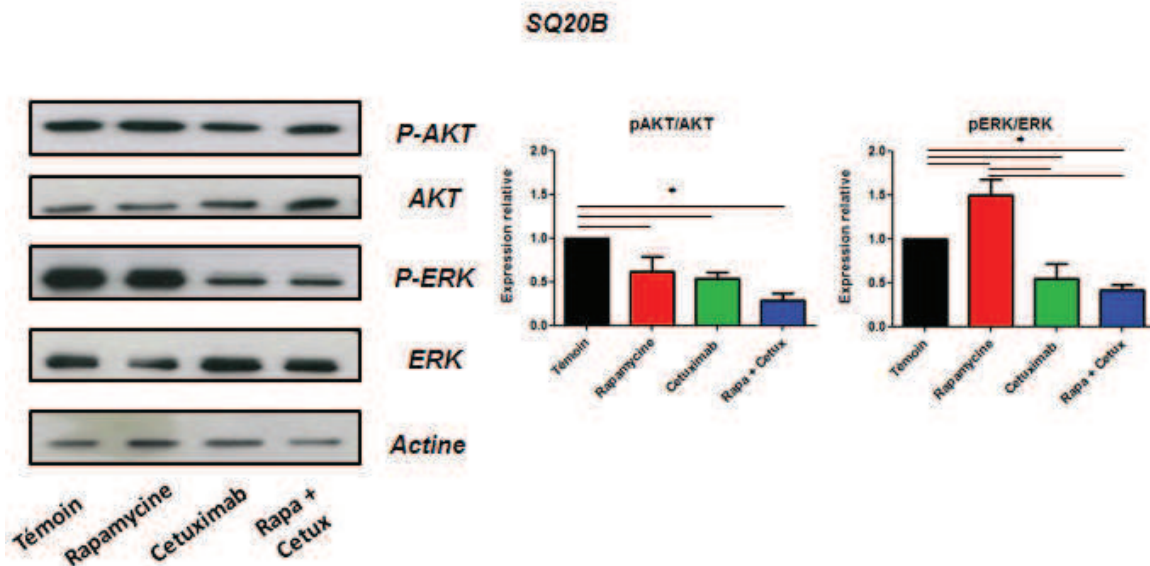 SQ20B
P-AKT
AKT
P-ERK
ERK
Actine
Témoin
Rapamycine
Cetuximab
Rapa +
Cetux
pAKT/AKT
Expression relative
2.0
1.5
1.0
0.5
0.0
*
Témoin
Rapamycine
Cetuximab
Rapa + Cetux
pERK/ERK
Expression relative
2.0
1.5
1.0
0.5
0.0
*
Témoin
Rapamycine
Cetuximab
Rapa + Cetux